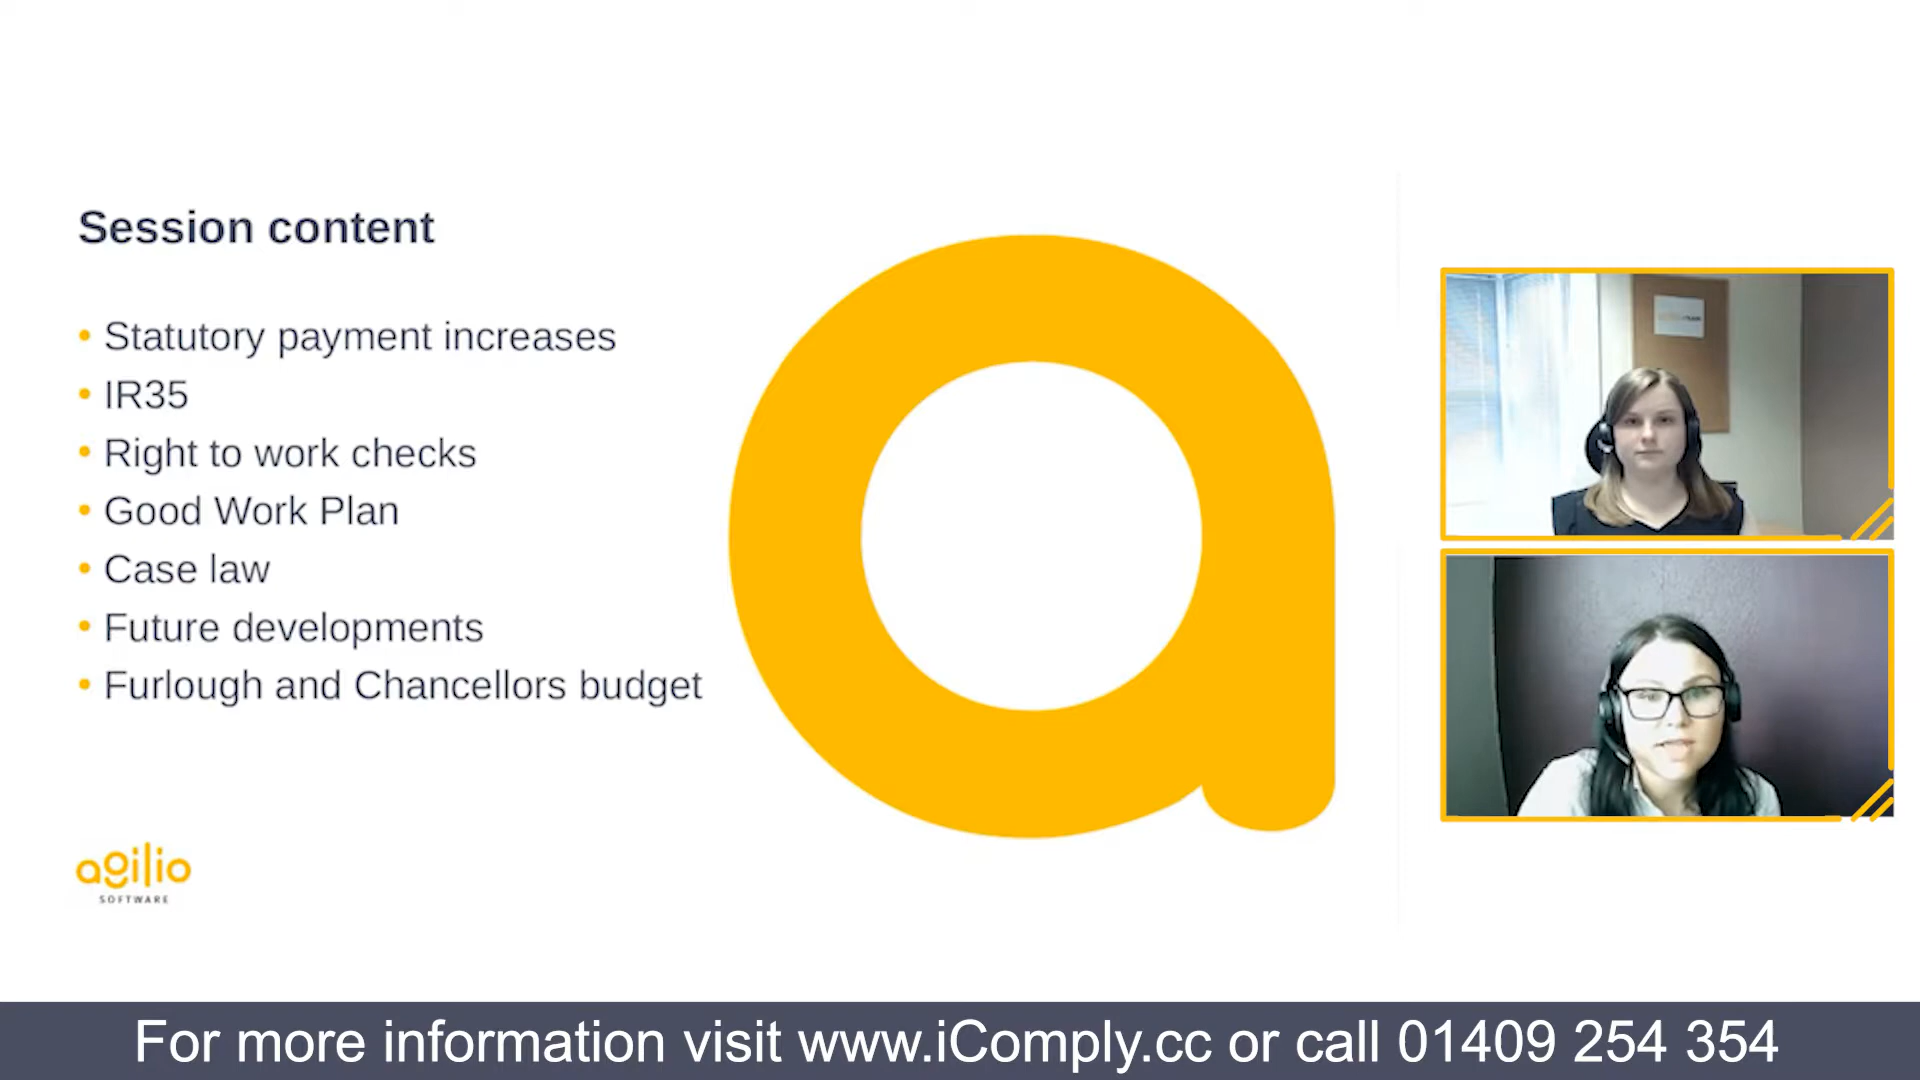 Session content
• Statutory payment increases
• IR35
• Right to work checks
• Good Work Plan
• Case law
• Future developments
• Furlough and Chancellors budget
agilio
SOFTWARE
For more information visit www.iComply.cc or call 01409 254 354